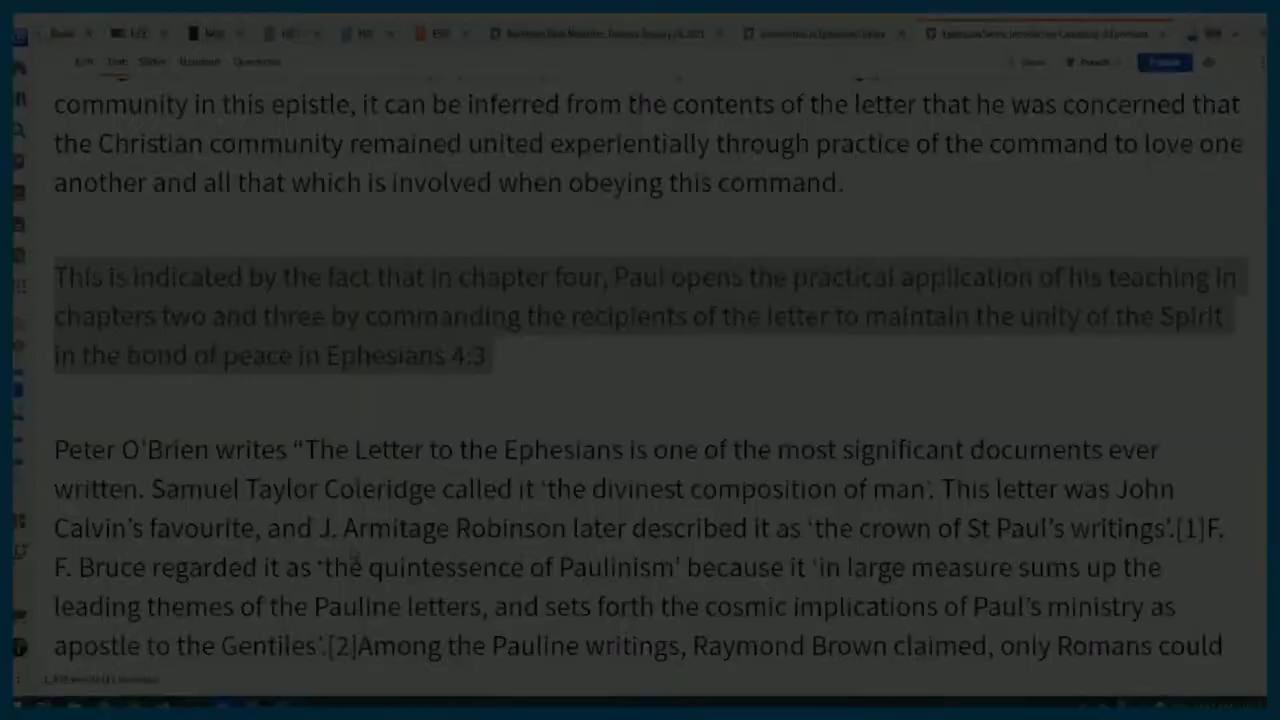 Edit Text Slides Handout Questions
Publish
community in this epistle, it can be inferred from the contents of the letter that he was concerned that
the Christian community remained united experientially through practice of the command to love one
another and all that which is involved when obeying this command.
This is indicated by the fact that in chapter four, Paul opens the practical application of his teaching in
chapters two and three by commanding the recipients of the letter to maintain the unity of the Spirit
in the bond of peace in Ephesians 4:3
Peter O'Brien writes “The Letter to the Ephesians is one of the most significant documents ever
written. Samuel Taylor Coleridge called it ‘the divinest composition of man’. This letter was John
Calvin’s favourite, and J. Armitage Robinson later described it as ‘the crown of St Paul’s writings’.[1]F.
F. Bruce regarded it as ‘the quintessence of Paulinism’ because it ‘in large measure sums up the
leading themes of the Pauline letters, and sets forth the cosmic implications of Paul’s ministry as
apostle to the Gentiles’.[2]Among the Pauline writings, Raymond Brown claimed, only Romans could